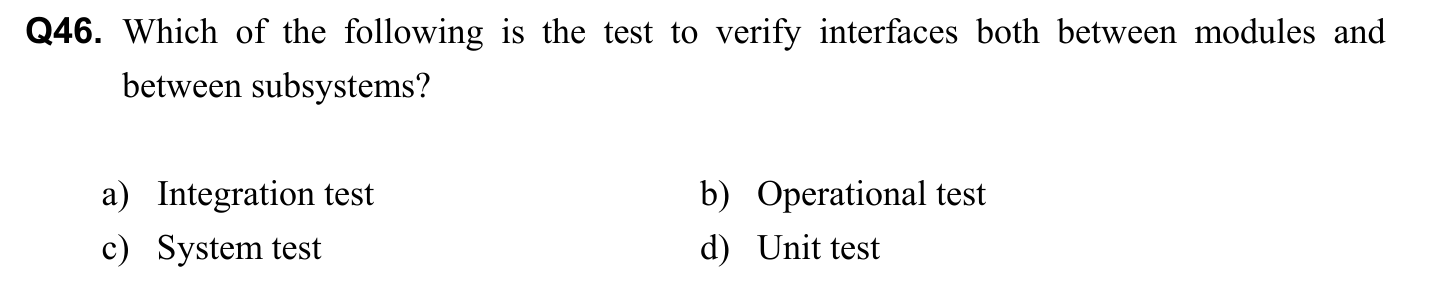 Q46. Which of the following is the test to verify interfaces both between modules and
between subsystems?
a) Integration test b) Operational test
c) System test d) Unit test